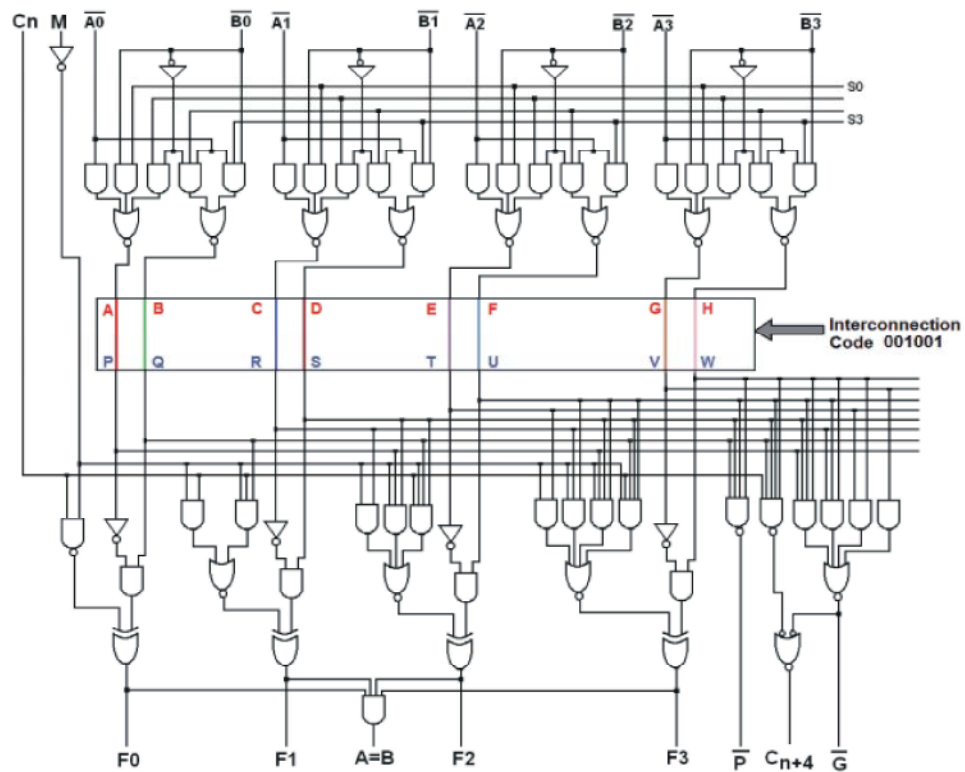 Cn M A0 B0 A1 B1 A2 B2 A3 B3
S0
S3
A B C D E F G H
Interconnection
Code 001001
P Q R S T U V W
F0 F1 A=B F2 F3 P Cn+4 G